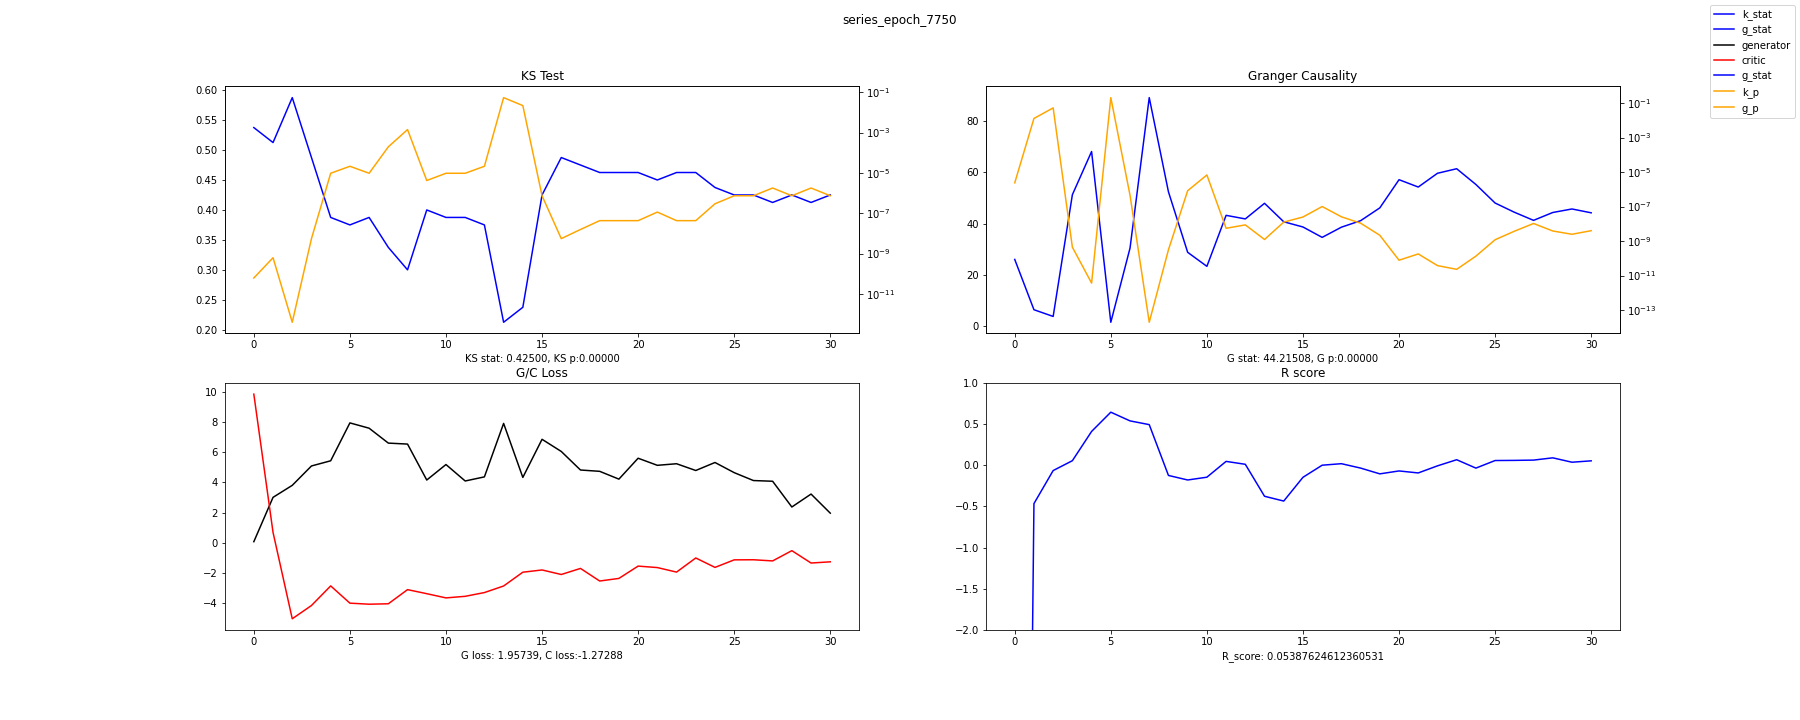 series_epoch_7750
k_stat
g_stat
generator
critic
g_stat
k_p
g_p
KS Test
0.60
0.55
0.50
0.45
0.40
0.35
0.30
0.25
0.20
10⁻¹
10⁻³
10⁻⁵
10⁻⁷
10⁻⁹
10⁻¹¹
0 5 10 15 20 25 30
KS stat: 0.42500, KS p:0.00000
Granger Causality
80
60
40
20
0
10⁻¹
10⁻³
10⁻⁵
10⁻⁷
10⁻⁹
10⁻¹¹
10⁻¹³
0 5 10 15 20 25 30
G stat: 44.21508, G p:0.00000
G/C Loss
10
8
6
4
2
0
−2
−4
0 5 10 15 20 25 30
G loss: 1.95739, C loss:-1.27288
R score
1.0
0.5
0.0
−0.5
−1.0
−1.5
−2.0
0 5 10 15 20 25 30
R_score: 0.05387624612360531